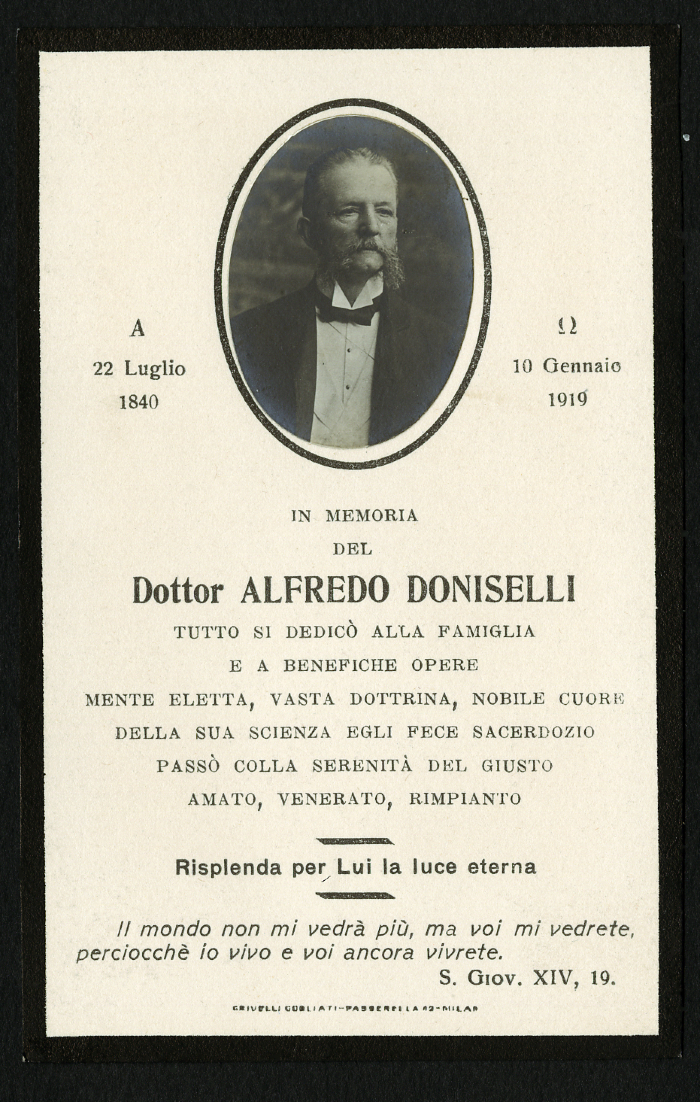 A
22 Luglio
1840
Ω
10 Gennaio
1919
IN MEMORIA
DEL
Dottor ALFREDO DONISELLI
TUTTO SI DEDICÒ ALLA FAMIGLIA
E A BENEFICHE OPERE
MENTE ELETTA, VASTA DOTTRINA, NOBILE CUORE
DELLA SUA SCIENZA EGLI FECE SACERDOZIO
PASSÒ COLLA SERENITÀ DEL GIUSTO
AMATO, VENERATO, RIMPIANTO
Risplenda per Lui la luce eterna
Il mondo non mi vedrà più, ma voi mi vedrete,
perciocchè io vivo e voi ancora vivrete.
S. Giov. XIV, 19.